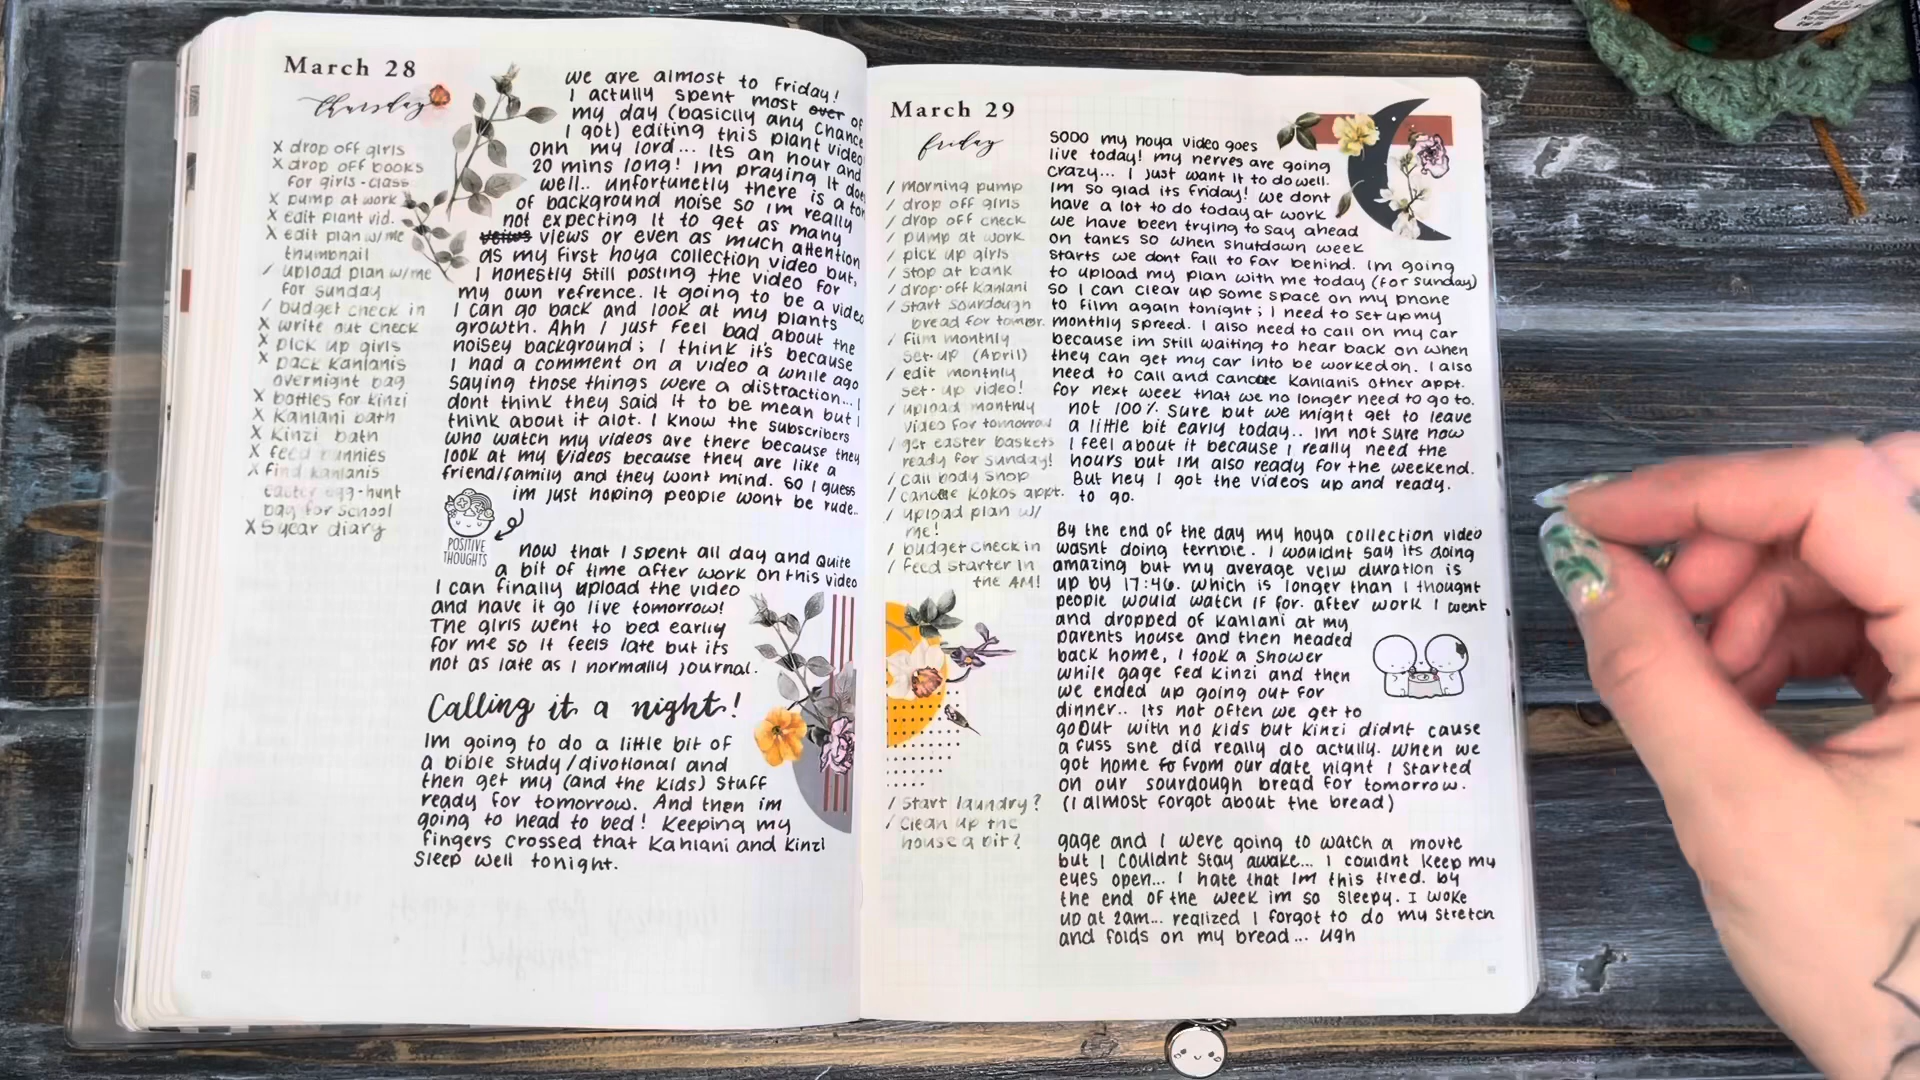 March 28
thursday
X drop off girls
X drop off books
for girls-class
X pump at work
X edit plant vid.
X edit plan w/me
thumbnail
/ upload plan w/me
for sunday
/ budget check in
X write out check
X pick up girls
X pack Kahlanis
overnight bag
X bottles for kinzi
X Kahlani bath
X Kinzi bath
X feed bunnies
X find kahlanis
easter egg-hunt
bag for school
X 5 year diary
we are almost to Friday!
I actully spent most over of
my day (basiclly any chance
I got) editing this plant video
ohh my lord... Its an hour and
20 mins long! Im praying it does
well.. unfortunetly there is a ton
of background noise so im really
not expecting it to get as many
views or even as much attention
as my first hoya collection video but,
I honestly still posting the video for
my own refrence. It going to be a video
I can go back and look at my plants
growth. Ahh I just feel bad about the
noisey background; I think it's because
I had a comment on a video a while ago
saying those things were a distraction... I
dont think they said it to be mean but I
think about it alot. I know the subscribers
who watch my videos are there because they
look at my videos because they are like a
friend/family and they wont mind. So I guess
im just hoping people wont be rude..
POSITIVE
THOUGHTS
Now that I spent all day and quite
a bit of time after work on this video
I can finally upload the video
and have it go live tomorrow!
The girls went to bed earliy
for me so it feels late but its
not as late as I normally journal.
Calling it a night!
Im going to do a little bit of
a bible study/divotional and
then get my (and the kids) stuff
ready for tomorrow. And then im
going to head to bed! Keeping my
fingers crossed that Kahlani and Kinzi
sleep well tonight.
March 29
friday
/ morning pump
/ drop off girls
/ drop off check
/ pump at work
/ pick up girls
/ stop at bank
/ drop-off Kahlani
/ start sourdough
bread for tomor.
/ film monthly
set-up (April)
/ edit monthly
set-up video!
/ upload monthly
video for tomorrow
/ get easter baskets
ready for sunday!
/ call body shop
/ cancle Kokos appt.
/ upload plan w/
me!
/ budget check in
/ feed starter in
the AM!
/ start laundry?
/ Clean up the
house a bit?
sooo my hoya video goes
live today! my nerves are going
crazy... I just want it to do well.
Im so glad its Friday! we dont
have a lot to do today at work
we have been trying to say ahead
on tanks so when shutdown week
starts we dont fall to far behind. Im going
to upload my plan with me today (for sunday)
so I can clear up some space on my phone
to film again tonight; I need to set up my
monthly spreed. I also need to call on my car
because im still waiting to hear back on when
they can get my car into be worked on. I also
need to call and cancle Kahlanis other appt.
for next week that we no longer need to go to.
not 100% sure but we might get to leave
a little bit early today.. Im not sure how
I feel about it because I really need the
hours but Im also ready for the weekend.
But hey I got the videos up and ready
to go.
By the end of the day my hoya collection video
wasnt doing terrible. I wouldnt say its doing
amazing but my average veiw duration is
up by 17:46. Which is longer than I thought
people would watch if for. after work I went
and dropped of Kahlani at my
parents house and then headed
back home, I took a shower
while gage fed Kinzi and then
we ended up going out for
dinner.. Its not often we get to
go out with no kids but kinzi didnt cause
a fuss she did really do actully. When we
got home from our date night I started
on our sourdough bread for tomorrow.
(I almost forgot about the bread)
gage and I were going to watch a movie
but I couldnt stay awake... I couldnt keep my
eyes open... I hate that Im this tired. by
the end of the week im so sleepy. I woke
up at 2am... realized I forgot to do my stretch
and folds on my bread... ugh